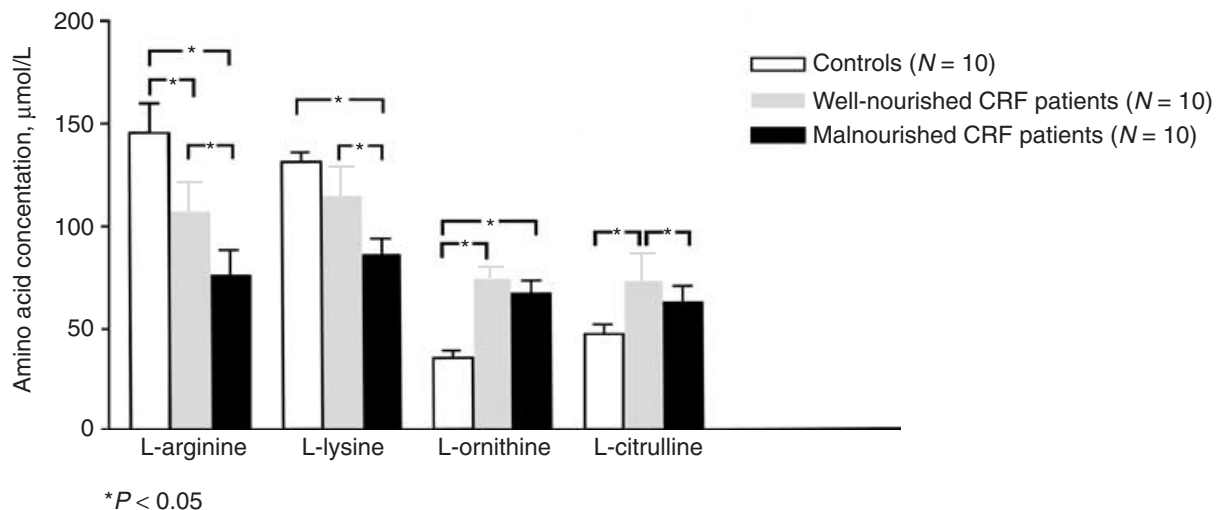 200
150
100
50
0
Amino acid concentation, μmol/L
*
*
*
*
*
*
*
*
*
Controls (N = 10)
Well-nourished CRF patients (N = 10)
Malnourished CRF patients (N = 10)
L-arginine
L-lysine
L-ornithine
L-citrulline
*P < 0.05